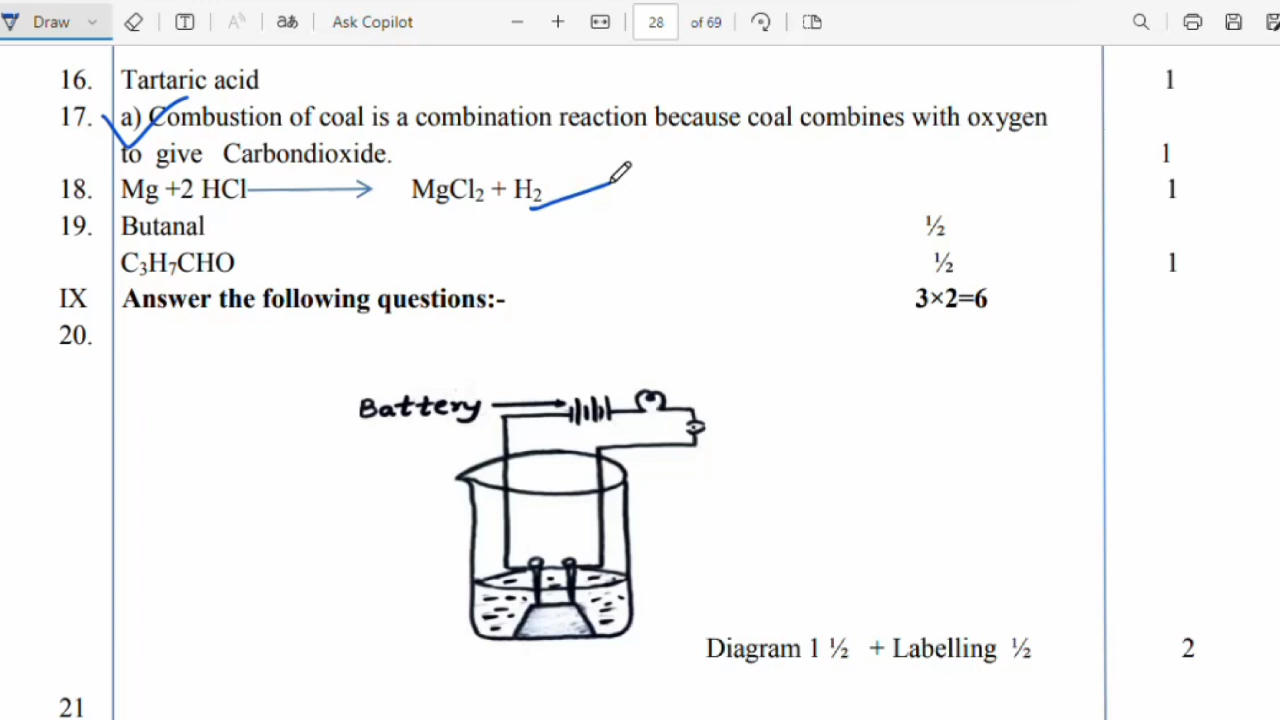 Draw Ask Copilot 28 of 69
16. Tartaric acid 1
17. a) Combustion of coal is a combination reaction because coal combines with oxygen
to give Carbondioxide. 1
18. Mg +2 HCl MgCl₂ + H₂ 1
19. Butanal ½
C₃H₇CHO ½ 1
IX Answer the following questions:- 3×2=6
20.
Battery
Diagram 1 ½ + Labelling ½ 2
21